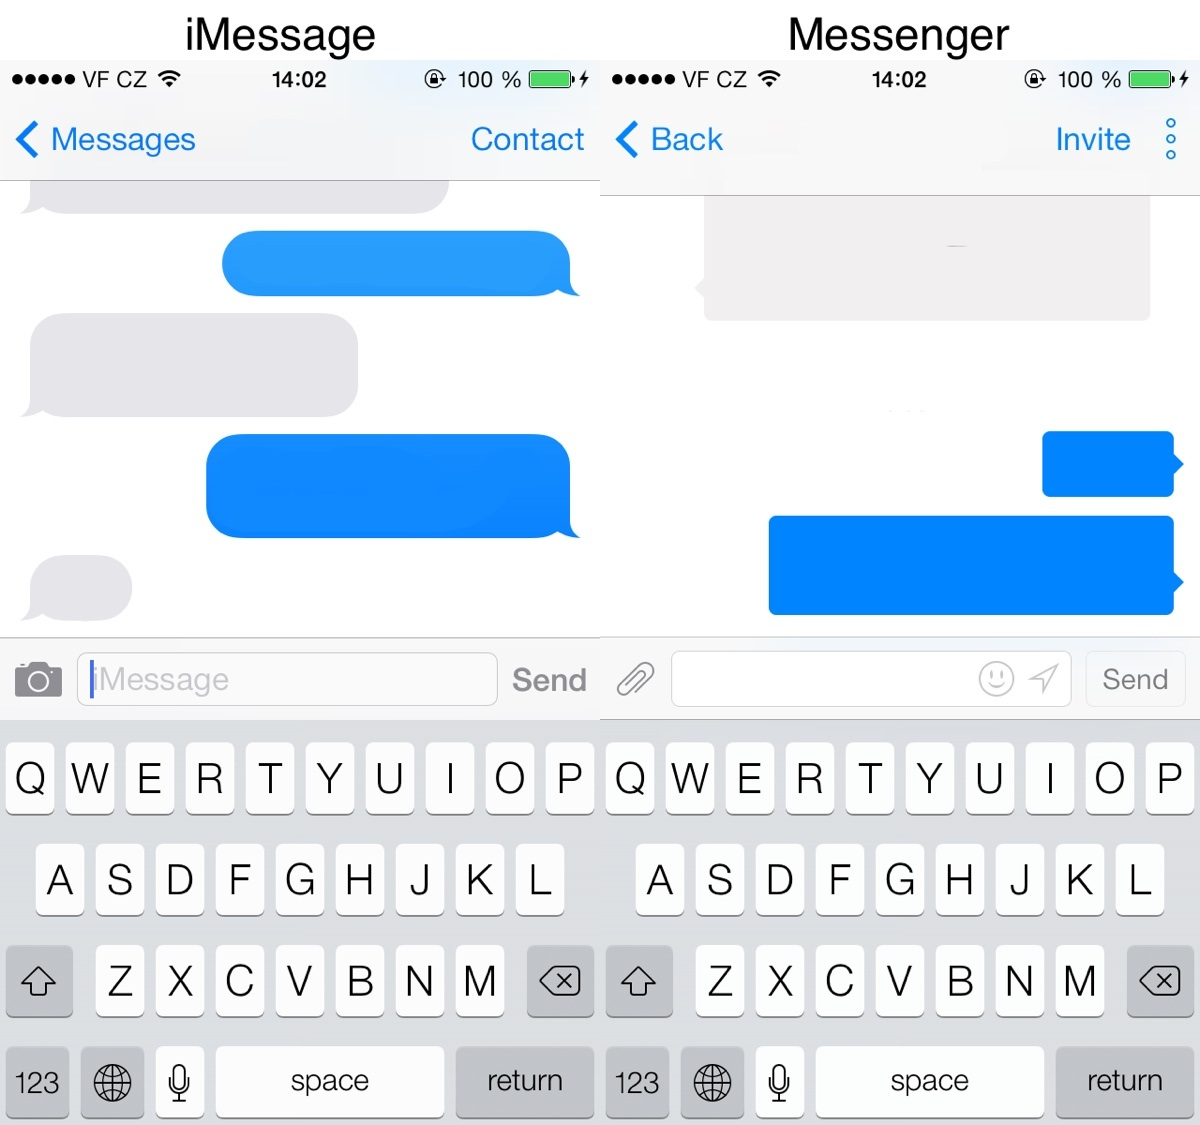 iMessage
Messenger
VF CZ 14:02 100 %
VF CZ 14:02 100 %
Messages Contact
Back Invite
iMessage Send
Send
Q W E R T Y U I O P
A S D F G H J K L
Z X C V B N M
123 space return
Q W E R T Y U I O P
A S D F G H J K L
Z X C V B N M
123 space return